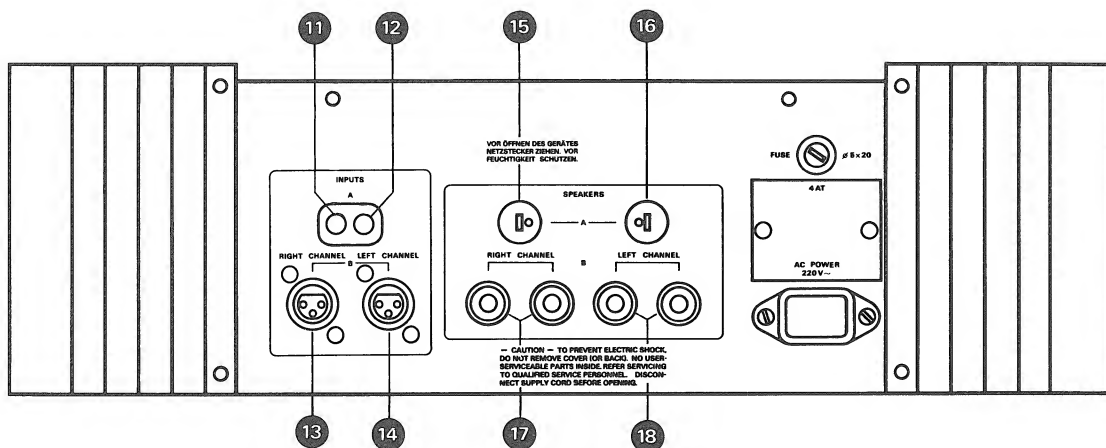 11 12 15 16
VOR ÖFFNEN DES GERÄTES
NETZSTECKER ZIEHEN. VOR
FEUCHTIGKEIT SCHUTZEN.
FUSE ø 5×20
INPUTS
A
4 AT
SPEAKERS
A
RIGHT CHANNEL LEFT CHANNEL
B
RIGHT CHANNEL B LEFT CHANNEL
AC POWER
220V~
— CAUTION — TO PREVENT ELECTRIC SHOCK,
DO NOT REMOVE COVER (OR BACK). NO USER-
SERVICEABLE PARTS INSIDE. REFER SERVICING
TO QUALIFIED SERVICE PERSONNEL. DISCON-
NECT SUPPLY CORD BEFORE OPENING.
13 14 17 18